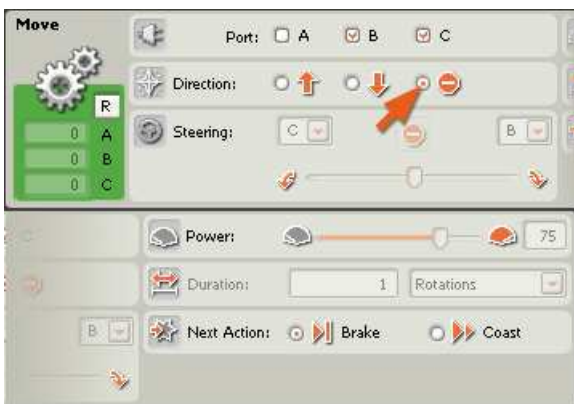 Move
Port: A B C
Direction:
R
0 A
Steering: C B
0 B
0 C
C
Power: 75
Duration: 1 Rotations
B
Next Action: Brake Coast